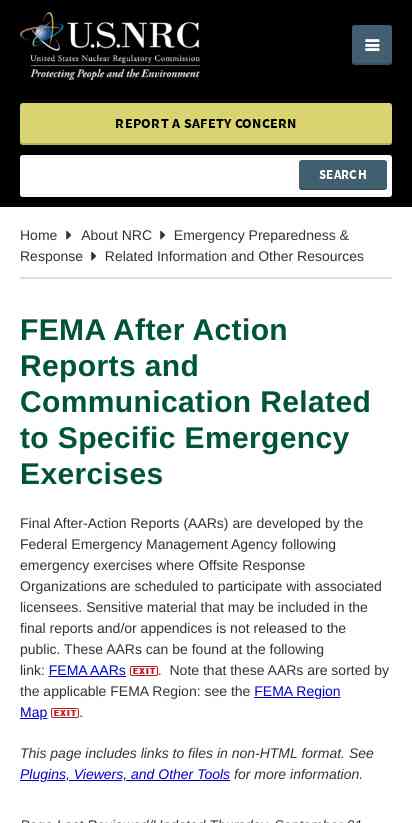 U.S.NRC
United States Nuclear Regulatory Commission
Protecting People and the Environment
REPORT A SAFETY CONCERN
SEARCH
Home About NRC Emergency Preparedness &
Response Related Information and Other Resources
FEMA After Action
Reports and
Communication Related
to Specific Emergency
Exercises
Final After-Action Reports (AARs) are developed by the
Federal Emergency Management Agency following
emergency exercises where Offsite Response
Organizations are scheduled to participate with associated
licensees. Sensitive material that may be included in the
final reports and/or appendices is not released to the
public. These AARs can be found at the following
link: FEMA AARs EXIT. Note that these AARs are sorted by
the applicable FEMA Region: see the FEMA Region
Map EXIT.
This page includes links to files in non-HTML format. See
Plugins, Viewers, and Other Tools for more information.
Page Last Reviewed/Updated Thursday, September